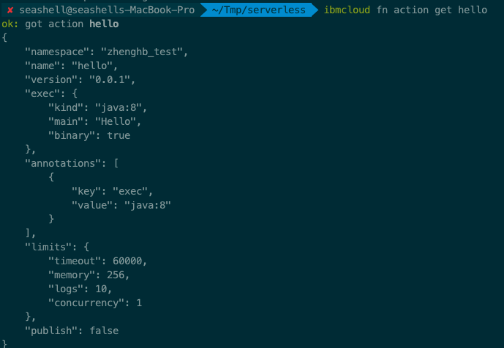 ✘ seashell@seashells-MacBook-Pro ~/Tmp/serverless ibmcloud fn action get hello
ok: got action hello
{
    "namespace": "zhenghb_test",
    "name": "hello",
    "version": "0.0.1",
    "exec": {
        "kind": "java:8",
        "main": "Hello",
        "binary": true
    },
    "annotations": [
        {
            "key": "exec",
            "value": "java:8"
        }
    ],
    "limits": {
        "timeout": 60000,
        "memory": 256,
        "logs": 10,
        "concurrency": 1
    },
    "publish": false
}